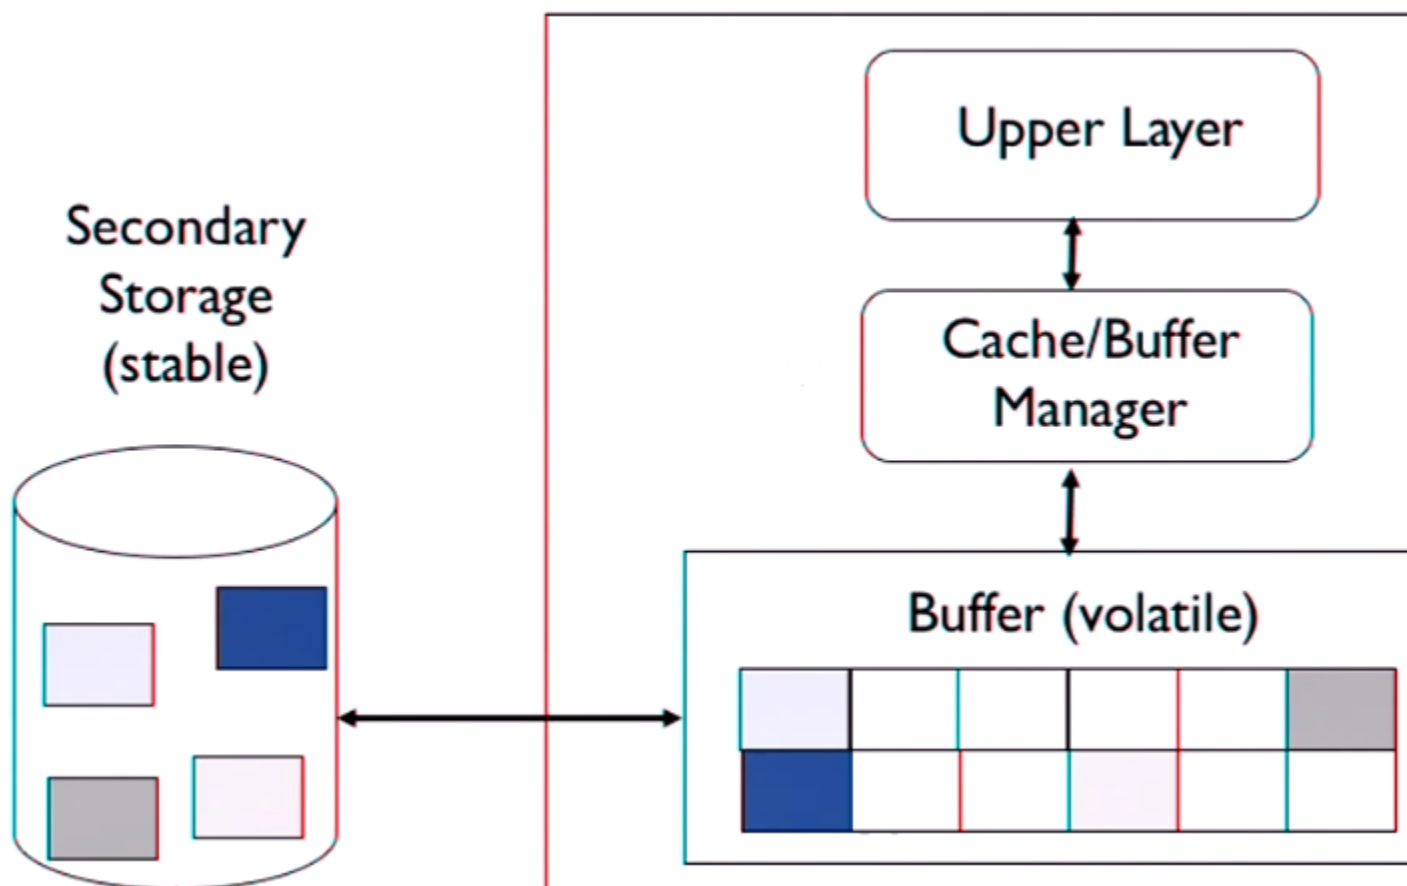 Upper Layer
Secondary
Storage
(stable)
Cache/Buffer
Manager
Buffer (volatile)